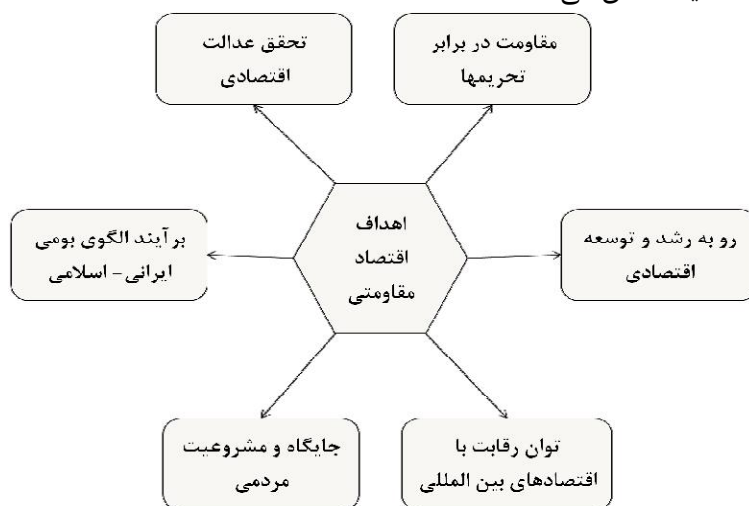 مقاومت در برابر
تحریمها
تحقق عدالت
اقتصادی
اهداف
اقتصاد
مقاومتی
رو به رشد و توسعه
اقتصادی
برآیند الگوی بومی
ایرانی- اسلامی
توان رقابت با
اقتصادهای بین المللی
جایگاه و مشروعیت
مردمی